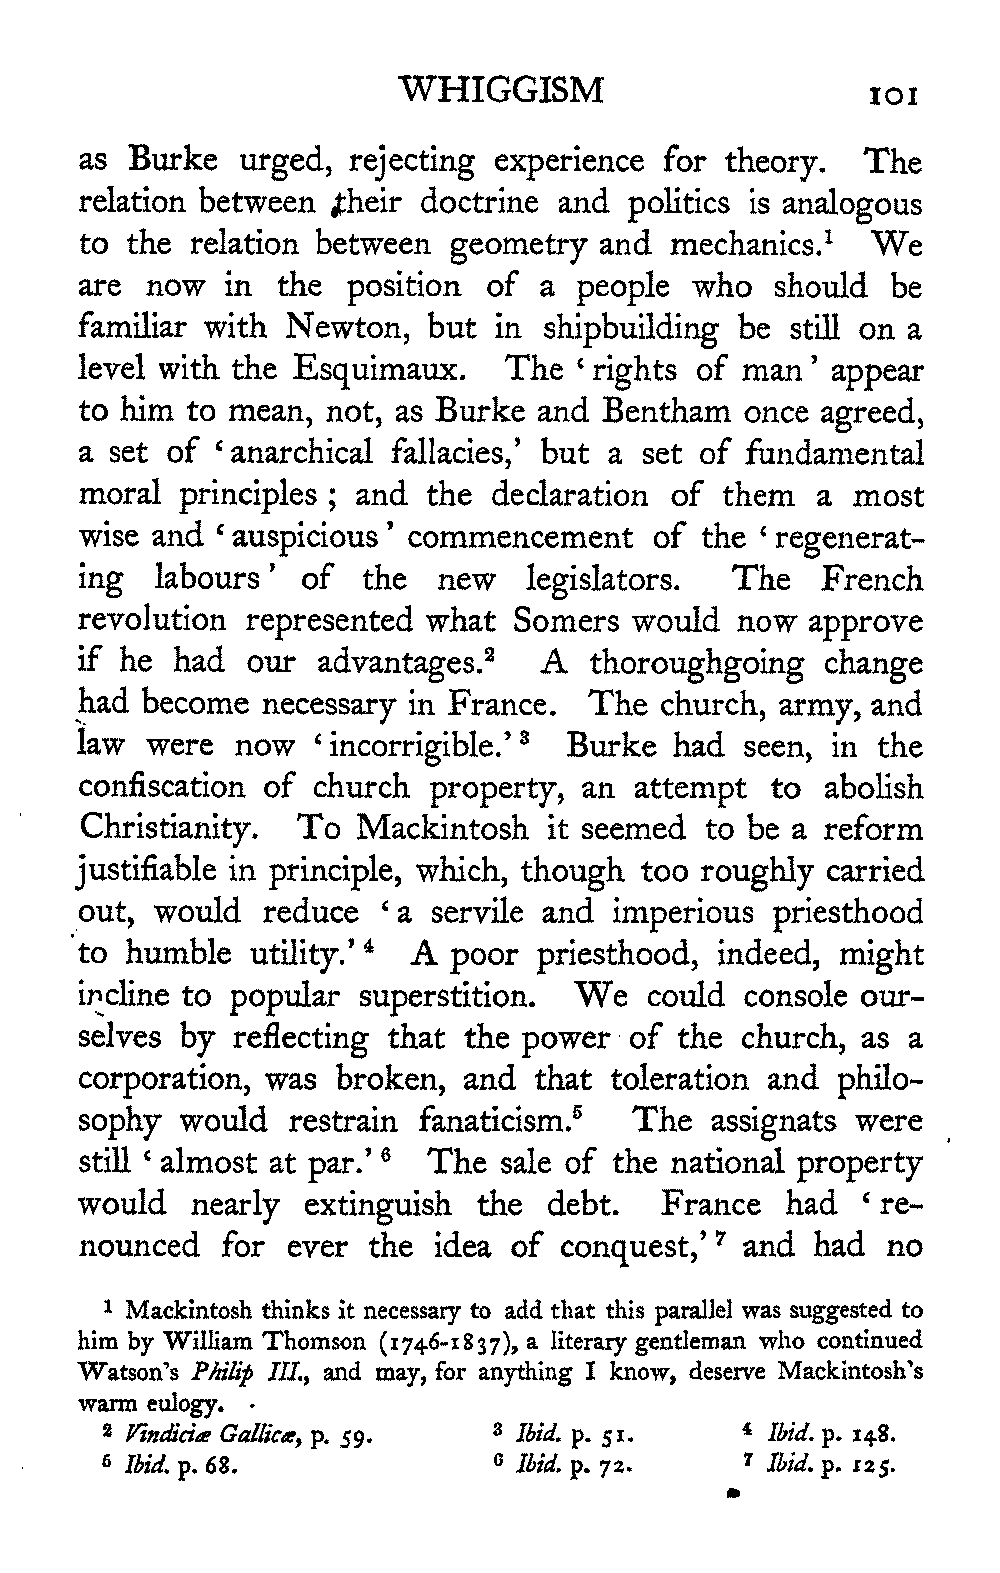 WHIGGISM 101
as Burke urged, rejecting experience for theory. The
relation between their doctrine and politics is analogous
to the relation between geometry and mechanics.¹ We
are now in the position of a people who should be
familiar with Newton, but in shipbuilding be still on a
level with the Esquimaux. The ‘rights of man’ appear
to him to mean, not, as Burke and Bentham once agreed,
a set of ‘anarchical fallacies,’ but a set of fundamental
moral principles; and the declaration of them a most
wise and ‘auspicious’ commencement of the ‘regenerat-
ing labours’ of the new legislators. The French
revolution represented what Somers would now approve
if he had our advantages.² A thoroughgoing change
had become necessary in France. The church, army, and
law were now ‘incorrigible.’³ Burke had seen, in the
confiscation of church property, an attempt to abolish
Christianity. To Mackintosh it seemed to be a reform
justifiable in principle, which, though too roughly carried
out, would reduce ‘a servile and imperious priesthood
to humble utility.’⁴ A poor priesthood, indeed, might
incline to popular superstition. We could console our-
selves by reflecting that the power of the church, as a
corporation, was broken, and that toleration and philo-
sophy would restrain fanaticism.⁵ The assignats were
still ‘almost at par.’⁶ The sale of the national property
would nearly extinguish the debt. France had ‘re-
nounced for ever the idea of conquest,’⁷ and had no
¹ Mackintosh thinks it necessary to add that this parallel was suggested to
him by William Thomson (1746-1837), a literary gentleman who continued
Watson's Philip III., and may, for anything I know, deserve Mackintosh's
warm eulogy.
² Vindiciæ Gallicæ, p. 59. ³ Ibid. p. 51. ⁴ Ibid. p. 148.
⁵ Ibid. p. 68. ⁶ Ibid. p. 72. ⁷ Ibid. p. 125.